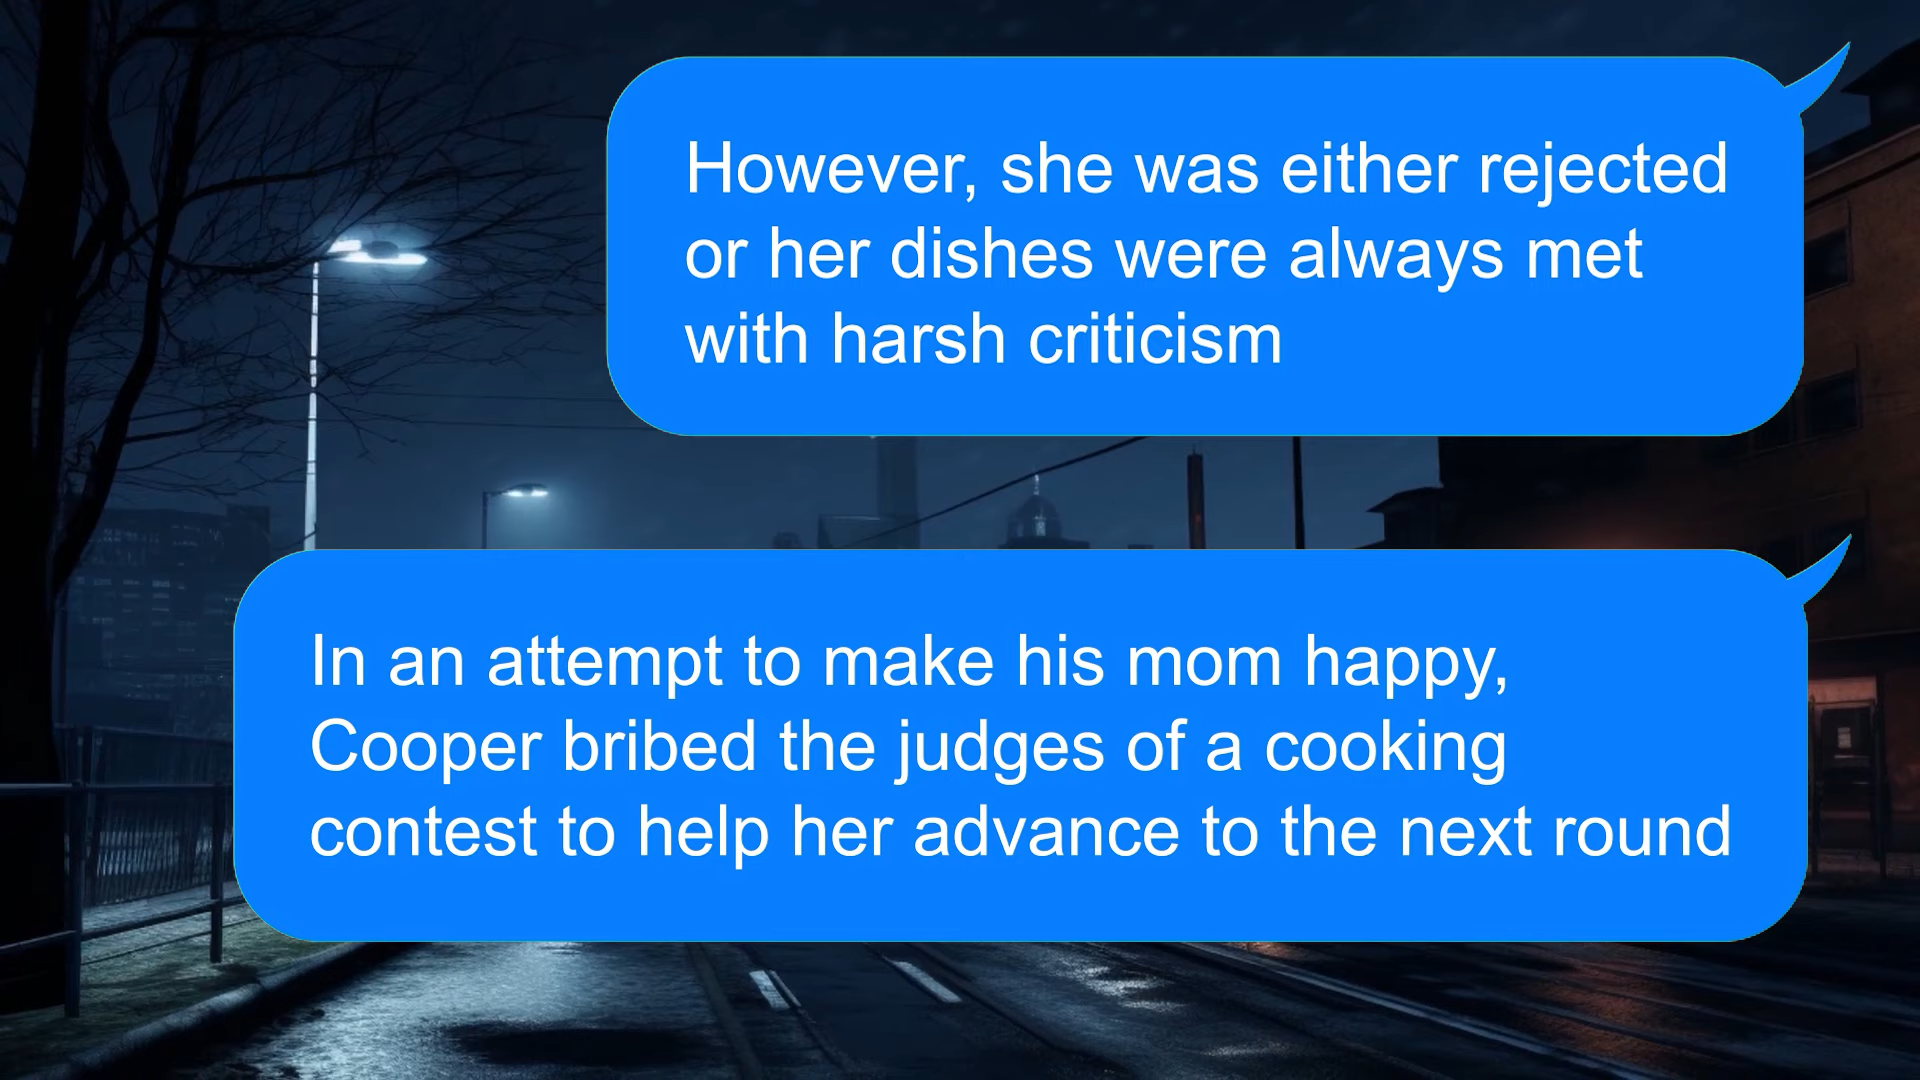 However, she was either rejected
or her dishes were always met
with harsh criticism
In an attempt to make his mom happy,
Cooper bribed the judges of a cooking
contest to help her advance to the next round